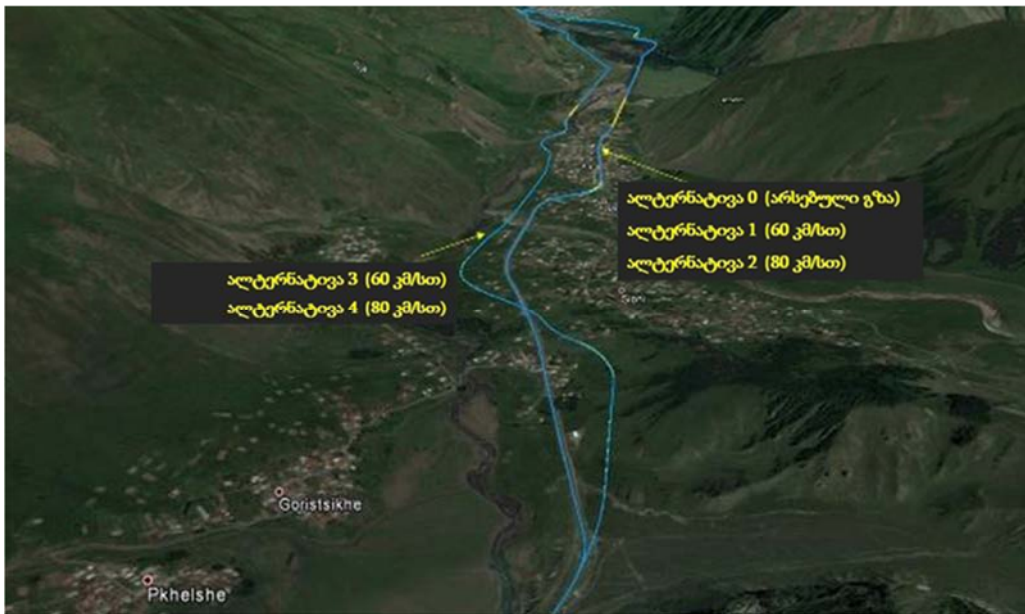 ალტერნატივა 0 (არსებული გზა)
ალტერნატივა 1 (60 კმ/სთ)
ალტერნატივა 2 (80 კმ/სთ)
ალტერნატივა 3 (60 კმ/სთ)
ალტერნატივა 4 (80 კმ/სთ)
Goristsikhe
Pkhelshe